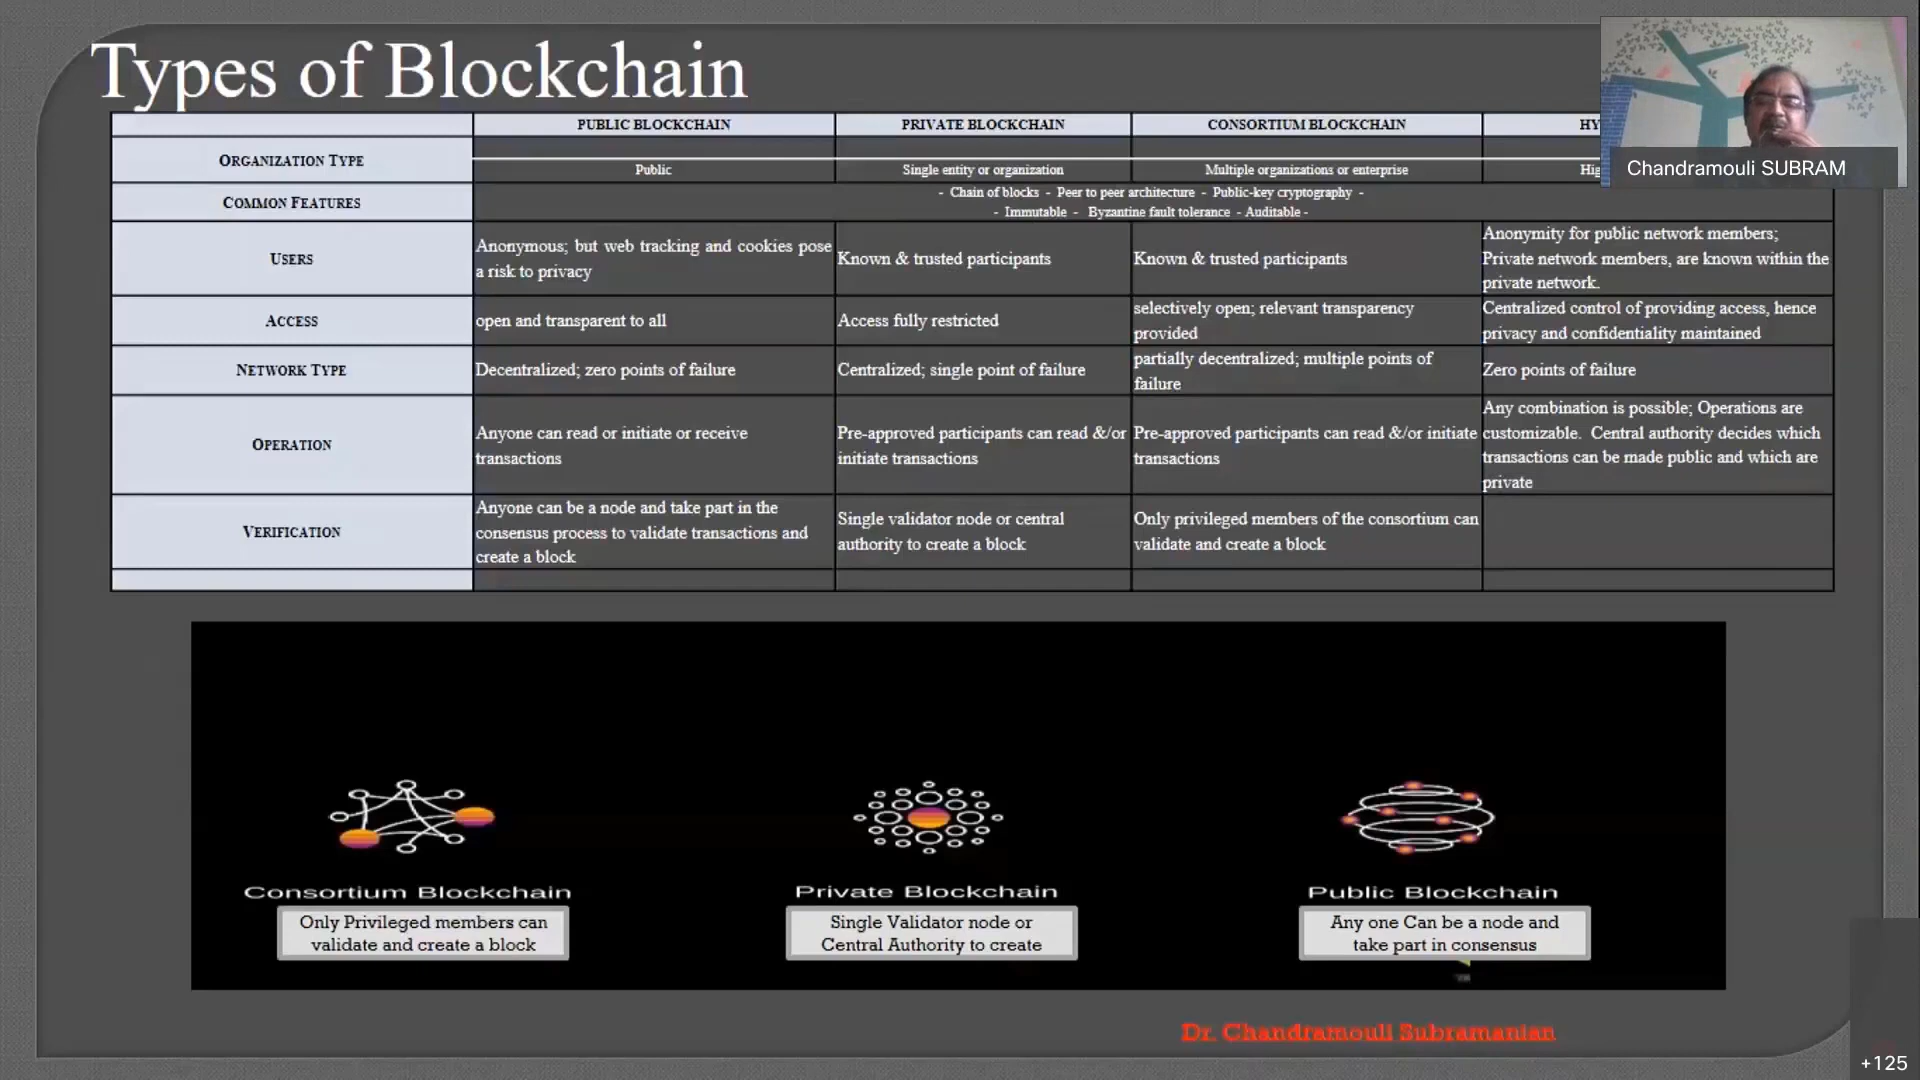 Types of Blockchain
PUBLIC BLOCKCHAIN
PRIVATE BLOCKCHAIN
CONSORTIUM BLOCKCHAIN
HY
ORGANIZATION TYPE
Public
Single entity or organization
Multiple organizations or enterprise
Hig
COMMON FEATURES
- Chain of blocks - Peer to peer architecture - Public-key cryptography -
- Immutable - Byzantine fault tolerance - Auditable -
USERS
Anonymous; but web tracking and cookies pose
a risk to privacy
Known & trusted participants
Known & trusted participants
Anonymity for public network members;
Private network members, are known within the
private network.
ACCESS
open and transparent to all
Access fully restricted
selectively open; relevant transparency
provided
Centralized control of providing access, hence
privacy and confidentiality maintained
NETWORK TYPE
Decentralized; zero points of failure
Centralized; single point of failure
partially decentralized; multiple points of
failure
Zero points of failure
OPERATION
Anyone can read or initiate or receive
transactions
Pre-approved participants can read &/or
initiate transactions
Pre-approved participants can read &/or initiate
transactions
Any combination is possible; Operations are
customizable. Central authority decides which
transactions can be made public and which are
private
VERIFICATION
Anyone can be a node and take part in the
consensus process to validate transactions and
create a block
Single validator node or central
authority to create a block
Only privileged members of the consortium can
validate and create a block
Chandramouli SUBRAM
Consortium Blockchain
Only Privileged members can
validate and create a block
Private Blockchain
Single Validator node or
Central Authority to create
Public Blockchain
Any one Can be a node and
take part in consensus
Dr. Chandramouli Subramanian
+125